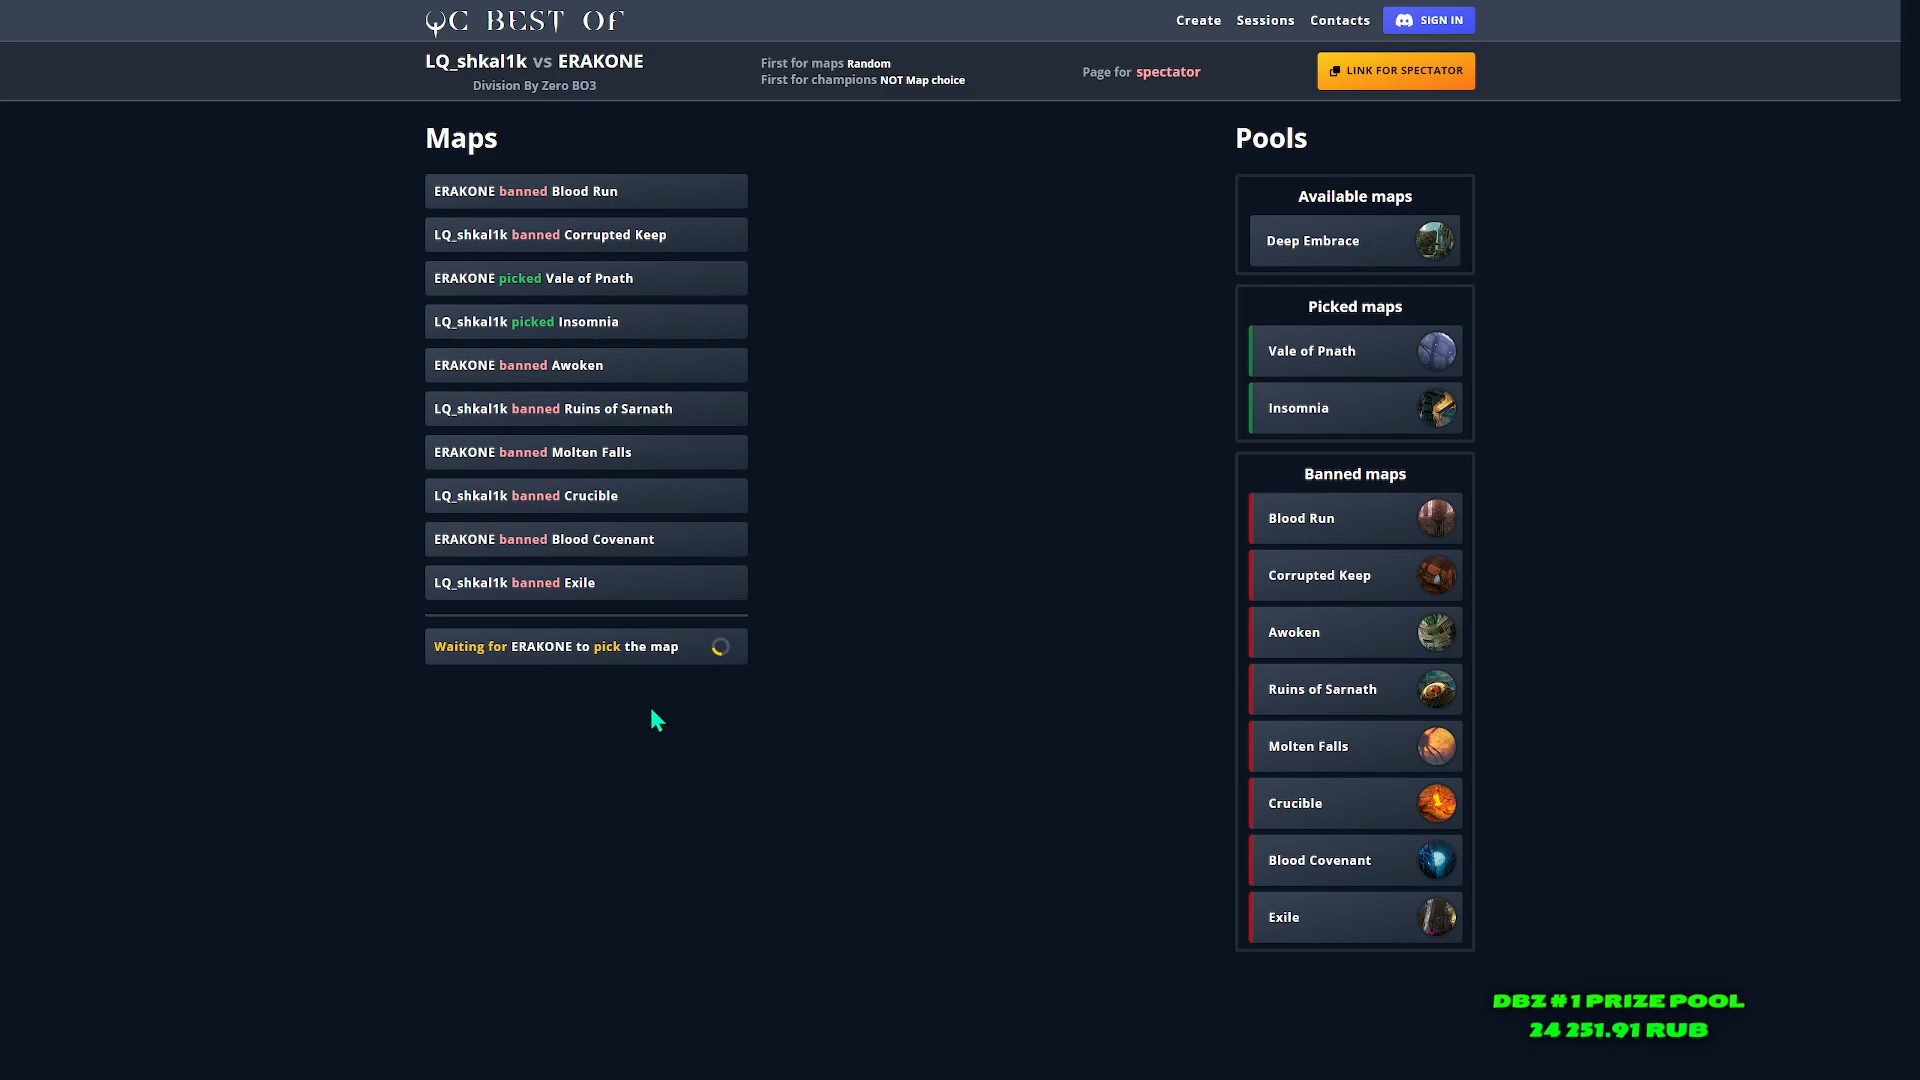 QC BEST OF
Create Sessions Contacts SIGN IN
LQ_shkal1k vs ERAKONE
Division By Zero BO3
First for maps Random
First for champions NOT Map choice
Page for spectator
LINK FOR SPECTATOR
Maps
ERAKONE banned Blood Run
LQ_shkal1k banned Corrupted Keep
ERAKONE picked Vale of Pnath
LQ_shkal1k picked Insomnia
ERAKONE banned Awoken
LQ_shkal1k banned Ruins of Sarnath
ERAKONE banned Molten Falls
LQ_shkal1k banned Crucible
ERAKONE banned Blood Covenant
LQ_shkal1k banned Exile
Waiting for ERAKONE to pick the map
Pools
Available maps
Deep Embrace
Picked maps
Vale of Pnath
Insomnia
Banned maps
Blood Run
Corrupted Keep
Awoken
Ruins of Sarnath
Molten Falls
Crucible
Blood Covenant
Exile
DBZ #1 PRIZE POOL
24 251.91 RUB